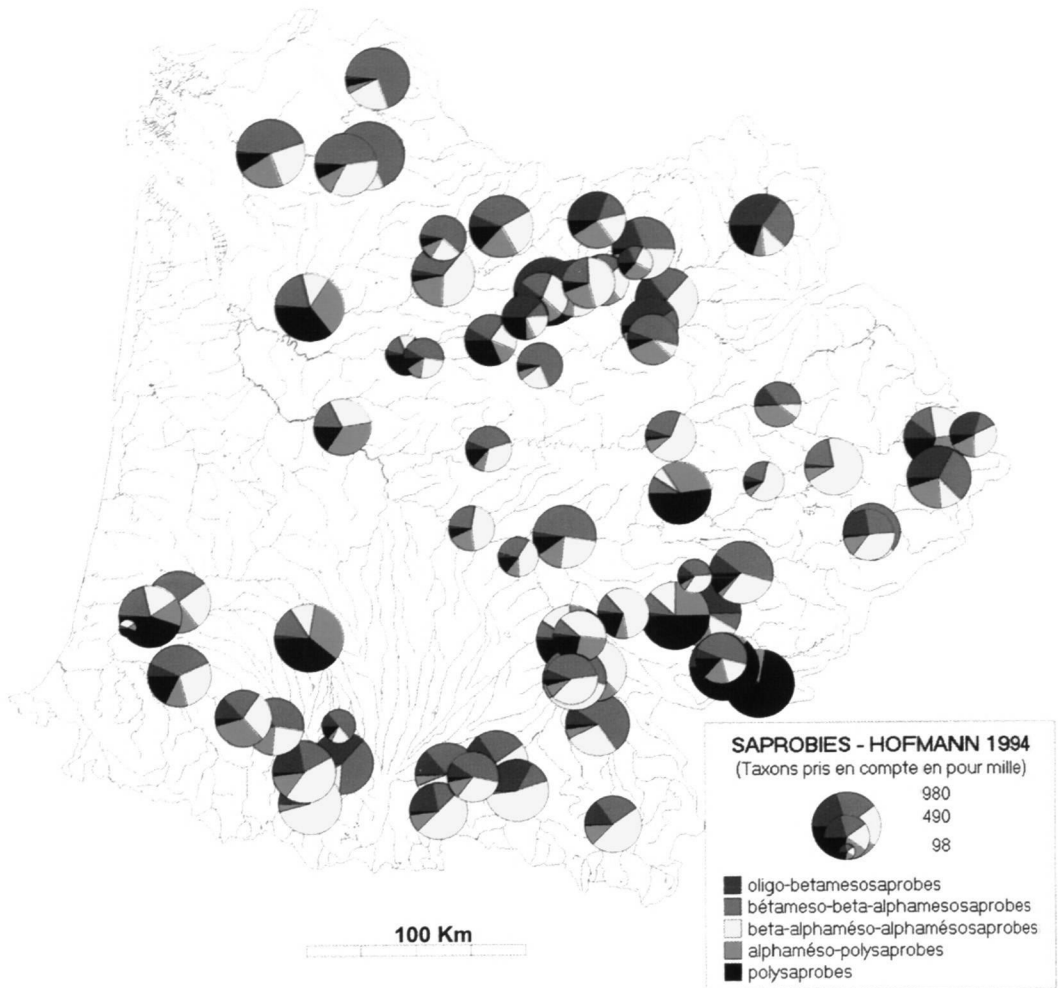 SAPROBIES - HOFMANN 1994
(Taxons pris en compte en pour mille)
980
490
98
oligo-betamesosaprobes
bétameso-beta-alphamesosaprobes
beta-alphaméso-alphamésosaprobes
alphaméso-polysaprobes
polysaprobes
100 Km